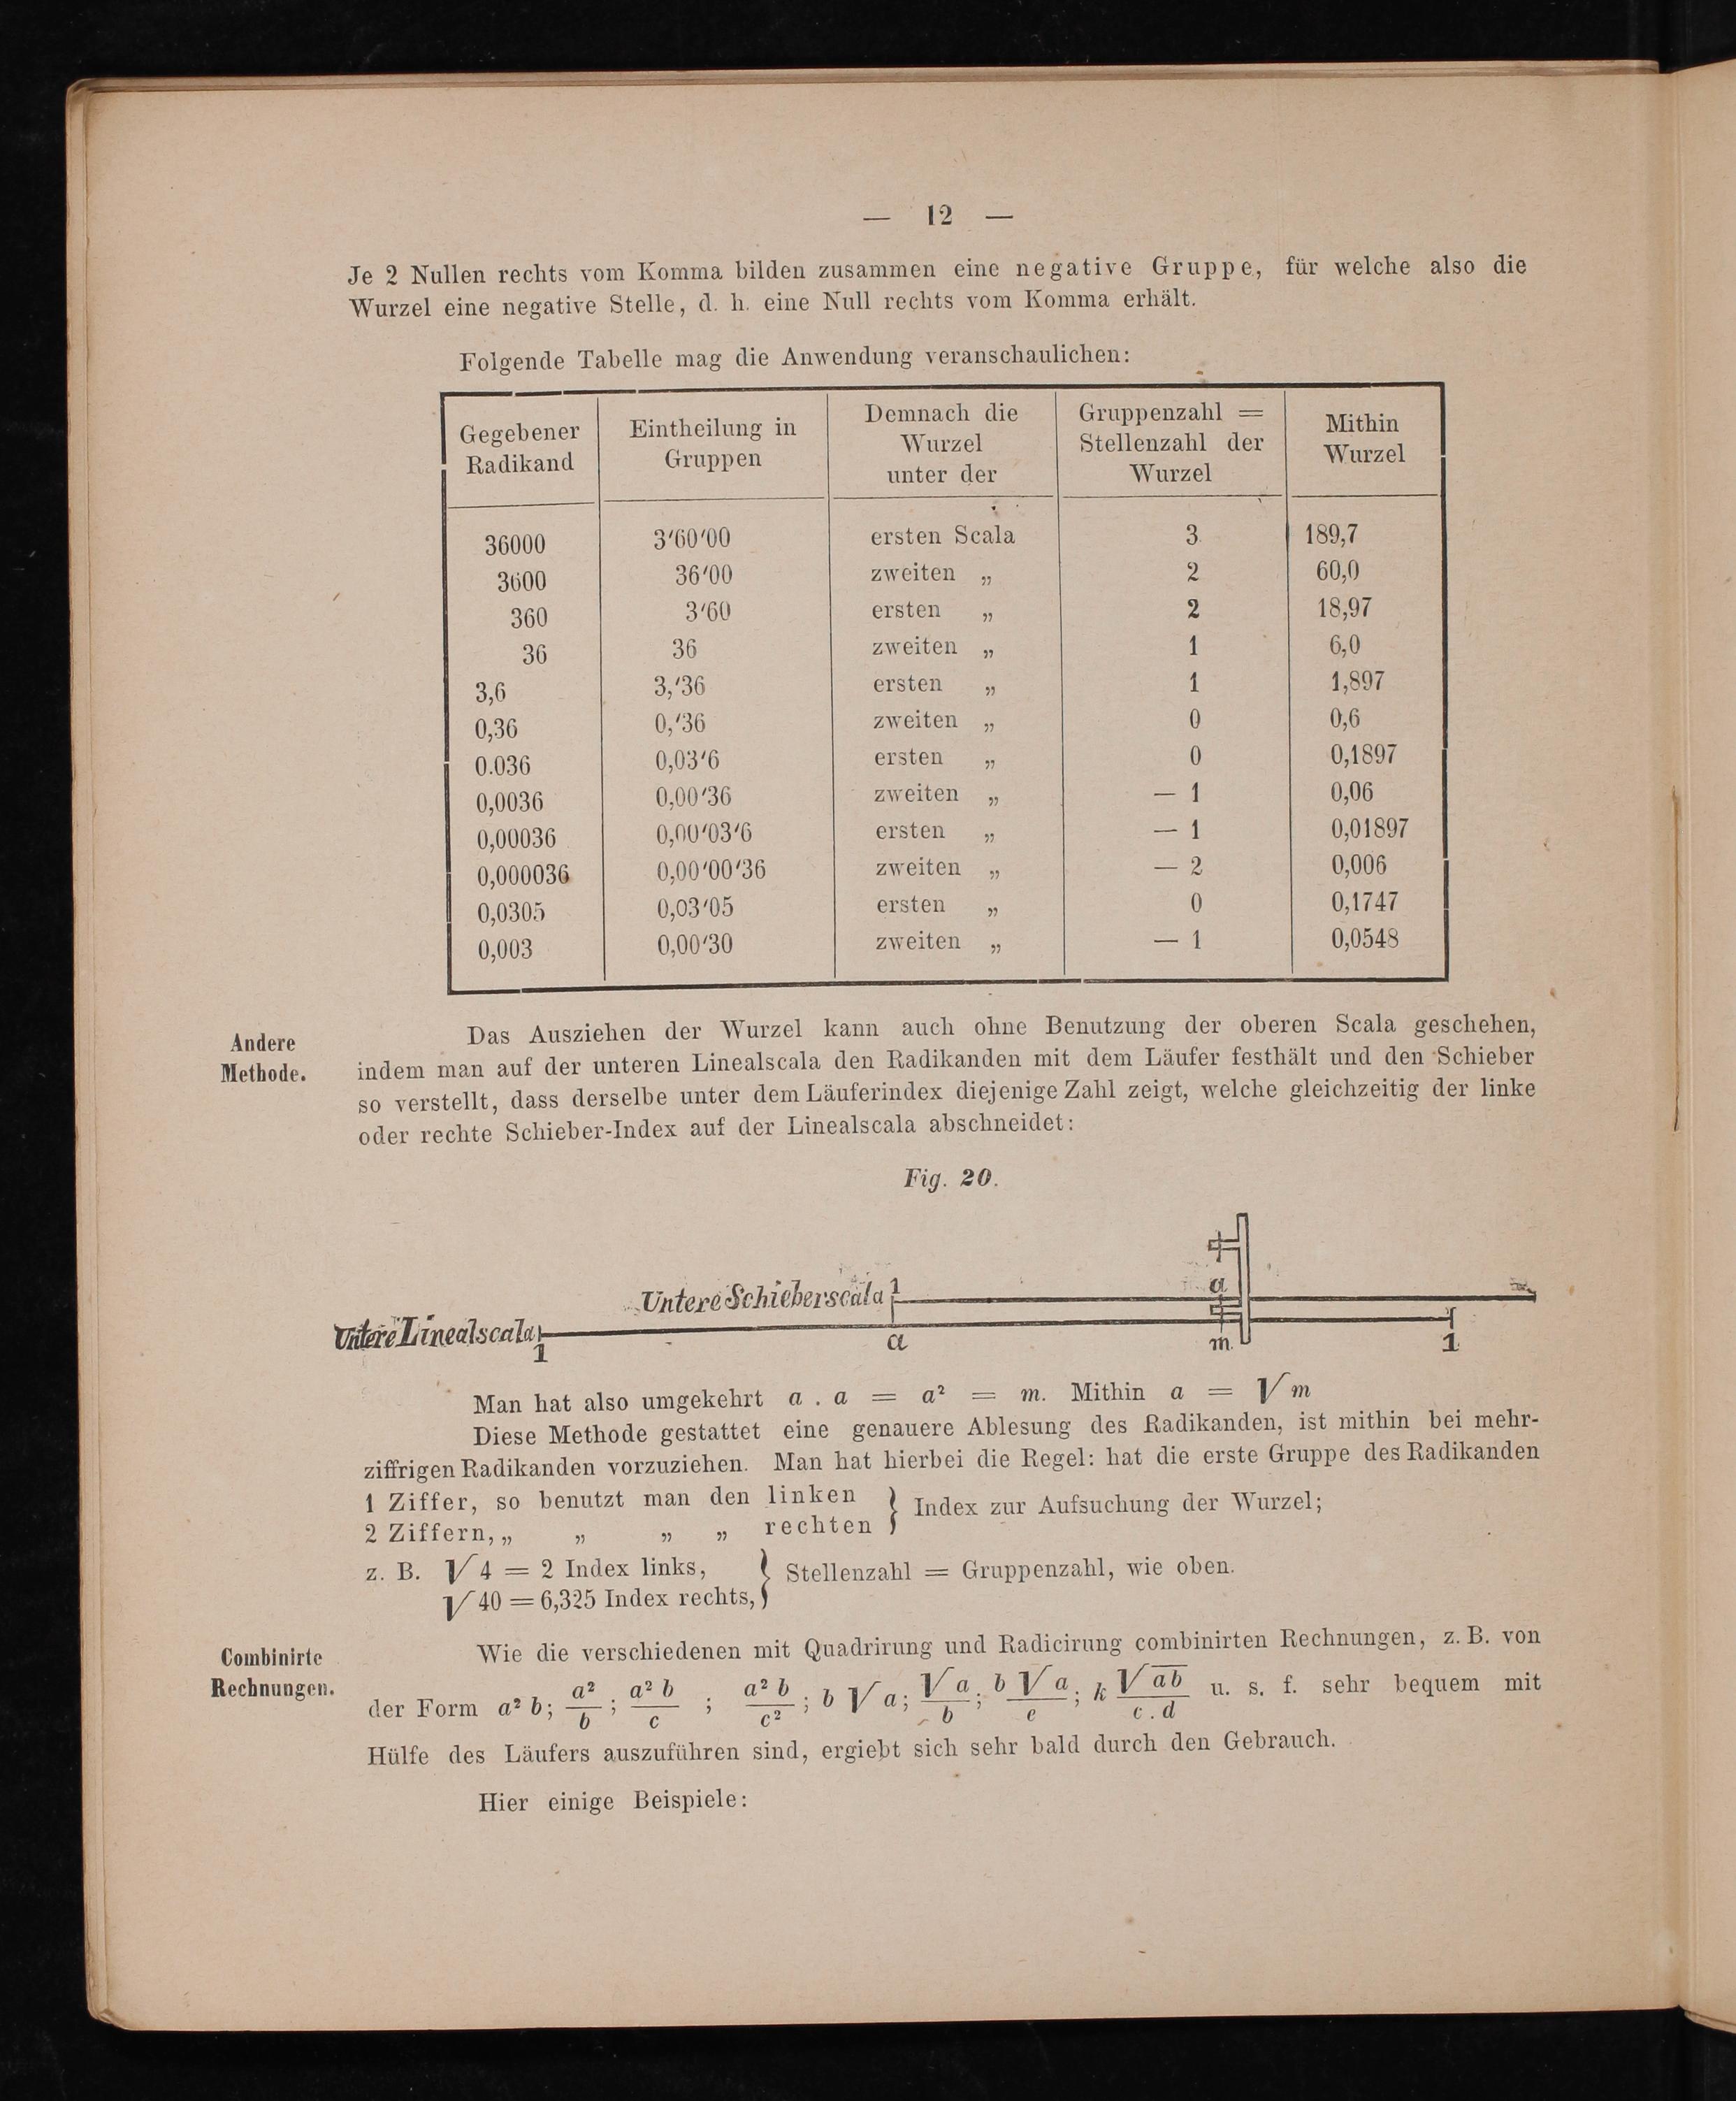 — 12 —
Je 2 Nullen rechts vom Komma bilden zusammen eine negative Gruppe, für welche also die
Wurzel eine negative Stelle, d. h. eine Null rechts vom Komma erhält.
Folgende Tabelle mag die Anwendung veranschaulichen:
Gegebener Radikand | Eintheilung in Gruppen | Demnach die Wurzel unter der | Gruppenzahl = Stellenzahl der Wurzel | Mithin Wurzel
36000 | 3'60'00 | ersten Scala | 3 | 189,7
3600 | 36'00 | zweiten „ | 2 | 60,0
360 | 3'60 | ersten „ | 2 | 18,97
36 | 36 | zweiten „ | 1 | 6,0
3,6 | 3,'36 | ersten „ | 1 | 1,897
0,36 | 0,'36 | zweiten „ | 0 | 0,6
0.036 | 0,03'6 | ersten „ | 0 | 0,1897
0,0036 | 0,00'36 | zweiten „ | — 1 | 0,06
0,00036 | 0,00'03'6 | ersten „ | — 1 | 0,01897
0,000036 | 0,00'00'36 | zweiten „ | — 2 | 0,006
0,0305 | 0,03'05 | ersten „ | 0 | 0,1747
0,003 | 0,00'30 | zweiten „ | — 1 | 0,0548
Andere
Methode.
Das Ausziehen der Wurzel kann auch ohne Benutzung der oberen Scala geschehen,
indem man auf der unteren Linealscala den Radikanden mit dem Läufer festhält und den Schieber
so verstellt, dass derselbe unter dem Läuferindex diejenige Zahl zeigt, welche gleichzeitig der linke
oder rechte Schieber-Index auf der Linealscala abschneidet:
Fig. 20.
Untere Schieberscala 1 a
Untere Linealscala 1 a m 1
Man hat also umgekehrt a . a = a² = m. Mithin a = √m
Diese Methode gestattet eine genauere Ablesung des Radikanden, ist mithin bei mehr-
ziffrigen Radikanden vorzuziehen. Man hat hierbei die Regel: hat die erste Gruppe des Radikanden
1 Ziffer, so benutzt man den linken } Index zur Aufsuchung der Wurzel;
2 Ziffern, „ „ „ „ rechten
z. B. √4 = 2 Index links, } Stellenzahl = Gruppenzahl, wie oben.
√40 = 6,325 Index rechts,
Combinirte
Rechnungen.
Wie die verschiedenen mit Quadrirung und Radicirung combinirten Rechnungen, z. B. von
der Form a² b; a²/b; a² b/c; a² b/c²; b √a; √a/b; b √a/c; k √ab/c . d u. s. f. sehr bequem mit
Hülfe des Läufers auszuführen sind, ergiebt sich sehr bald durch den Gebrauch.
Hier einige Beispiele: